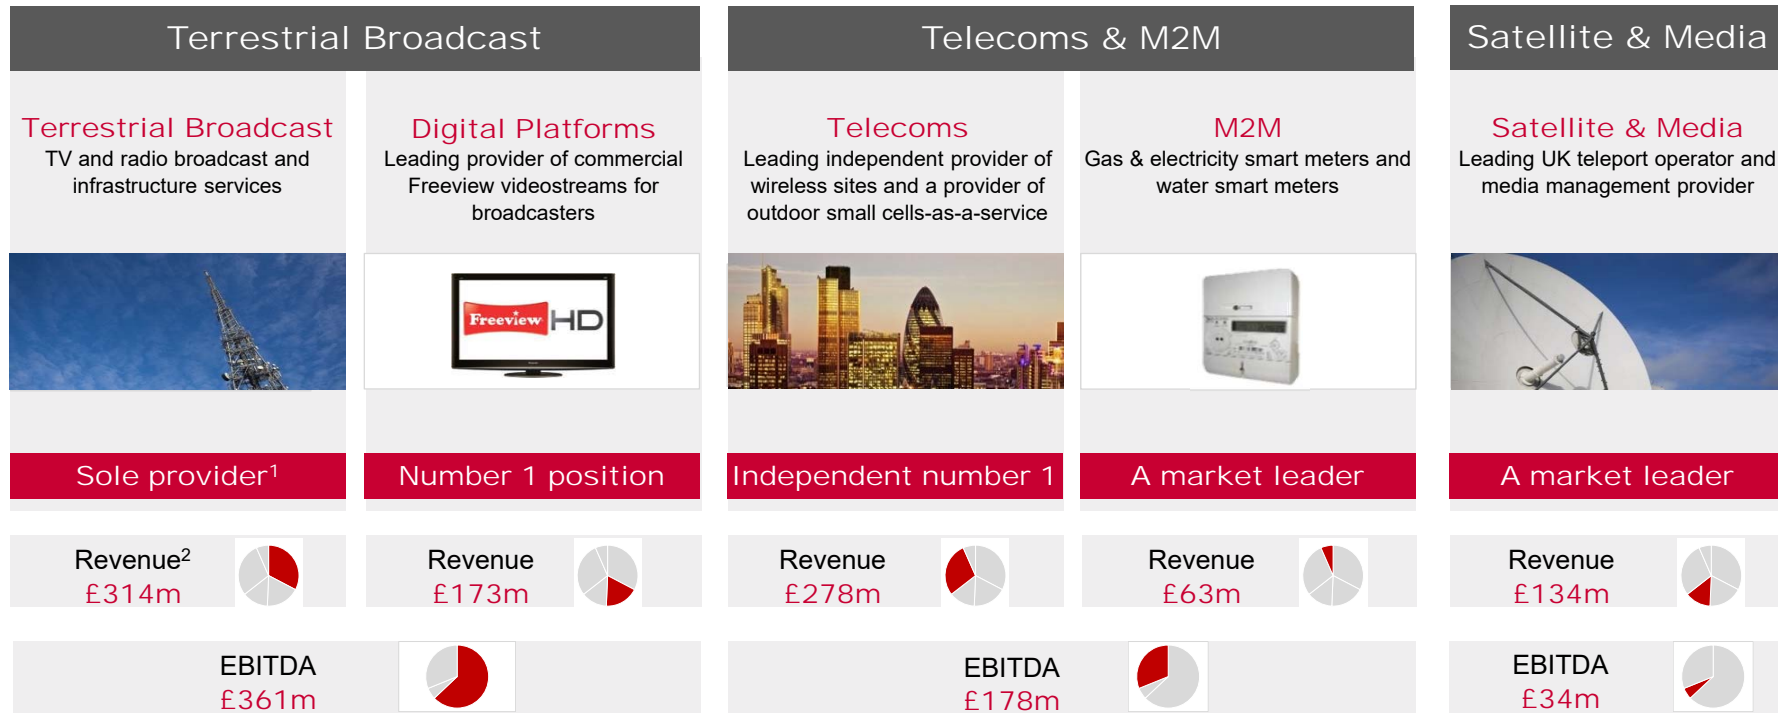 Terrestrial Broadcast
Telecoms & M2M
Satellite & Media
Terrestrial Broadcast
TV and radio broadcast and
infrastructure services
Digital Platforms
Leading provider of commercial
Freeview videostreams for
broadcasters
Telecoms
Leading independent provider of
wireless sites and a provider of
outdoor small cells-as-a-service
M2M
Gas & electricity smart meters and
water smart meters
Satellite & Media
Leading UK teleport operator and
media management provider
Freeview HD
Sole provider¹
Number 1 position
Independent number 1
A market leader
A market leader
Revenue²
£314m
Revenue
£173m
Revenue
£278m
Revenue
£63m
Revenue
£134m
EBITDA
£361m
EBITDA
£178m
EBITDA
£34m